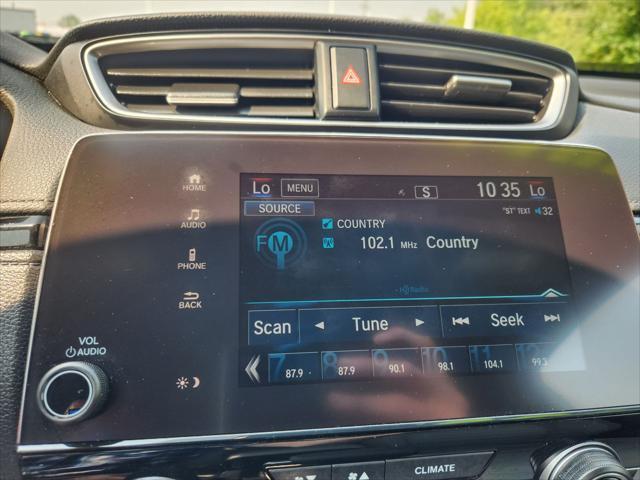 HOME
AUDIO
PHONE
BACK
VOL
AUDIO
Lo MENU S 10 35 Lo
SOURCE "ST" TEXT 32
COUNTRY
FM 102.1 MHz Country
HD Radio
Scan Tune Seek
7 8 9 10 11 12
87.9 87.9 90.1 98.1 104.1 99.3
CLIMATE